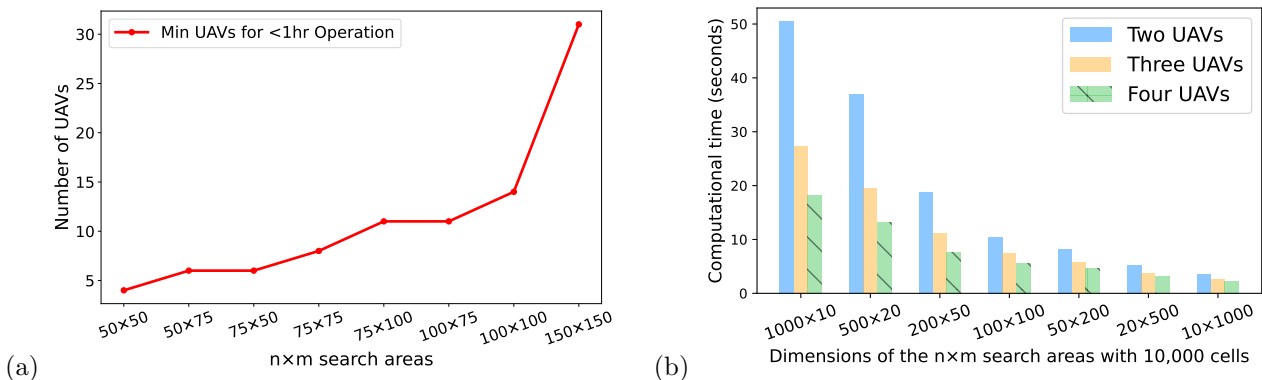 Min UAVs for <1hr Operation
Number of UAVs
30
25
20
15
10
5
50×50
50×75
75×50
75×75
75×100
100×75
100×100
150×150
n×m search areas
(a)
Two UAVs
Three UAVs
Four UAVs
Computational time (seconds)
50
40
30
20
10
0
1000×10
500×20
200×50
100×100
50×200
20×500
10×1000
Dimensions of the n×m search areas with 10,000 cells
(b)